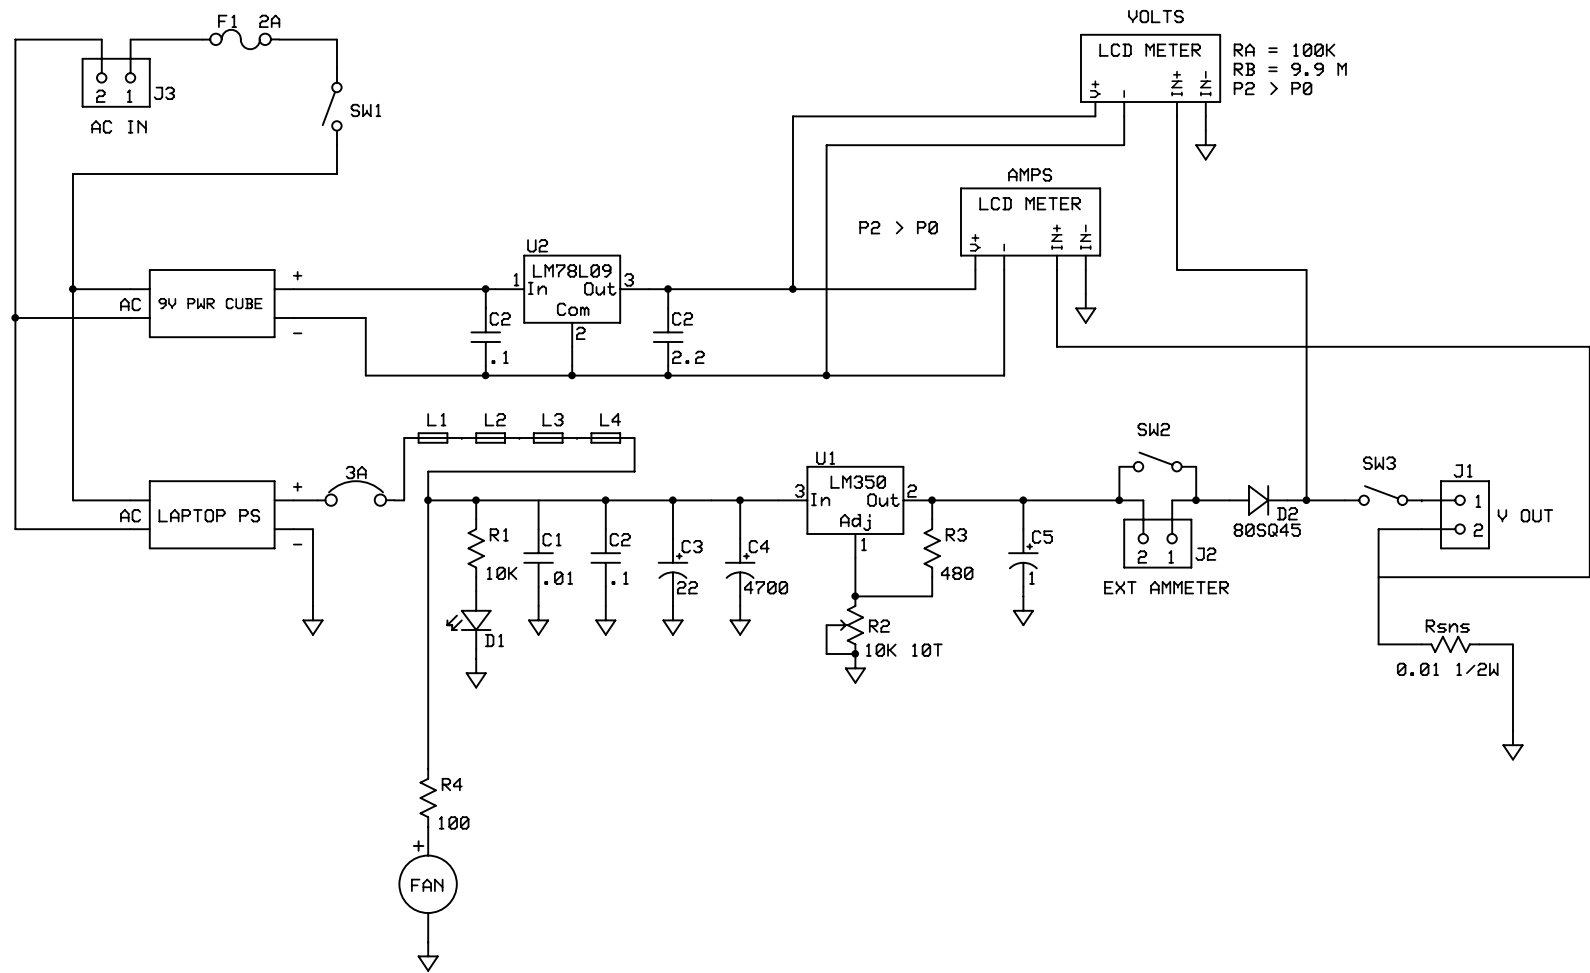 F1 2A
VOLTS
LCD METER
V+ - IN+ IN-
RA = 100K
RB = 9.9 M
P2 > P0
2 1
J3
AC IN
SW1
AMPS
LCD METER
V+ - IN+ IN-
P2 > P0
U2
LM78L09
1 In Out 3
Com
2
AC
9V PWR CUBE
+
-
C2
.1
C2
2.2
L1 L2 L3 L4
3A
AC
LAPTOP PS
+
-
R1
10K
D1
C1
.01
C2
.1
+ C3
22
+ C4
4700
U1
LM350
3 In Out 2
Adj
1
R3
480
R2
10K 10T
+ C5
1
SW2
2 1
J2
EXT AMMETER
D2
80SQ45
SW3
J1
1
2
V OUT
Rsns
0.01 1/2W
R4
100
+
FAN